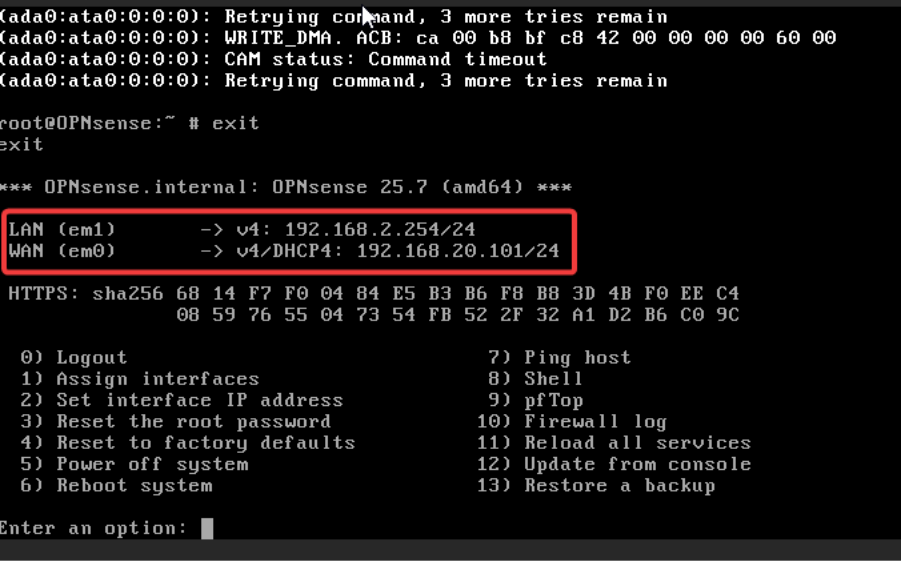 (ada0:ata0:0:0:0): Retrying command, 3 more tries remain
(ada0:ata0:0:0:0): WRITE_DMA. ACB: ca 00 b8 bf c8 42 00 00 00 00 60 00
(ada0:ata0:0:0:0): CAM status: Command timeout
(ada0:ata0:0:0:0): Retrying command, 3 more tries remain
root@OPNsense:~ # exit
exit
*** OPNsense.internal: OPNsense 25.7 (amd64) ***
LAN (em1) -> v4: 192.168.2.254/24
WAN (em0) -> v4/DHCP4: 192.168.20.101/24
HTTPS: sha256 68 14 F7 F0 04 84 E5 B3 B6 F8 B8 3D 4B F0 EE C4
08 59 76 55 04 73 54 FB 52 2F 32 A1 D2 B6 C0 9C
0) Logout 7) Ping host
1) Assign interfaces 8) Shell
2) Set interface IP address 9) pfTop
3) Reset the root password 10) Firewall log
4) Reset to factory defaults 11) Reload all services
5) Power off system 12) Update from console
6) Reboot system 13) Restore a backup
Enter an option: